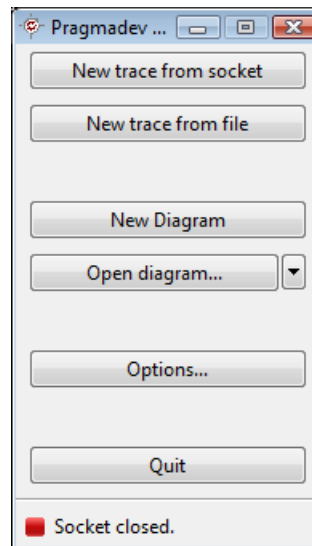 Pragmadev ...
New trace from socket
New trace from file
New Diagram
Open diagram...
Options...
Quit
Socket closed.